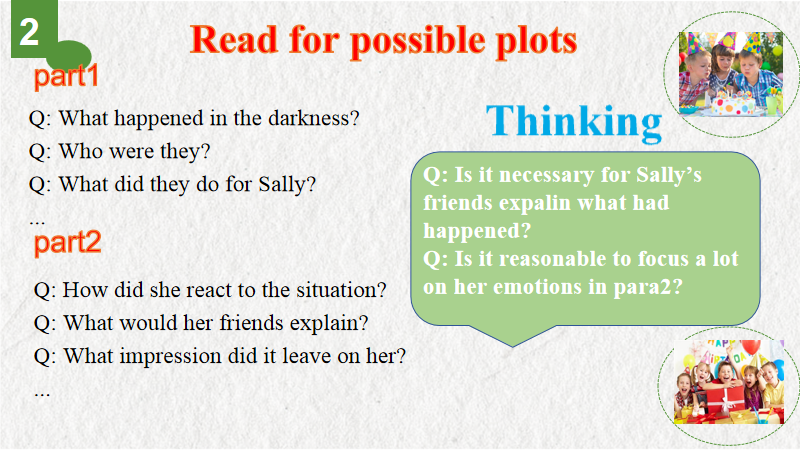 2
Read for possible plots
part1
Q: What happened in the darkness?
Q: Who were they?
Q: What did they do for Sally?
...
part2
Q: How did she react to the situation?
Q: What would her friends explain?
Q: What impression did it leave on her?
...
Thinking
Q: Is it necessary for Sally’s
friends expalin what had
happened?
Q: Is it reasonable to focus a lot
on her emotions in para2?